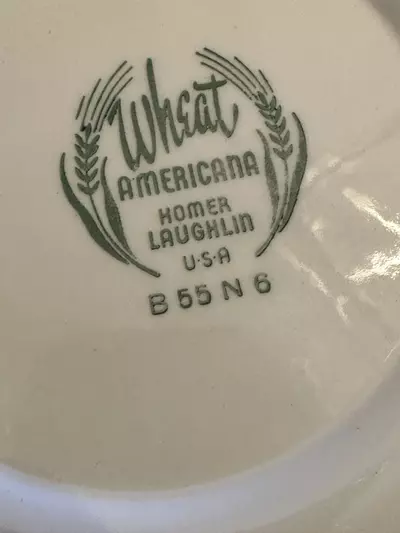 Wheat
AMERICANA
HOMER
LAUGHLIN
U·S·A
B 55 N 6